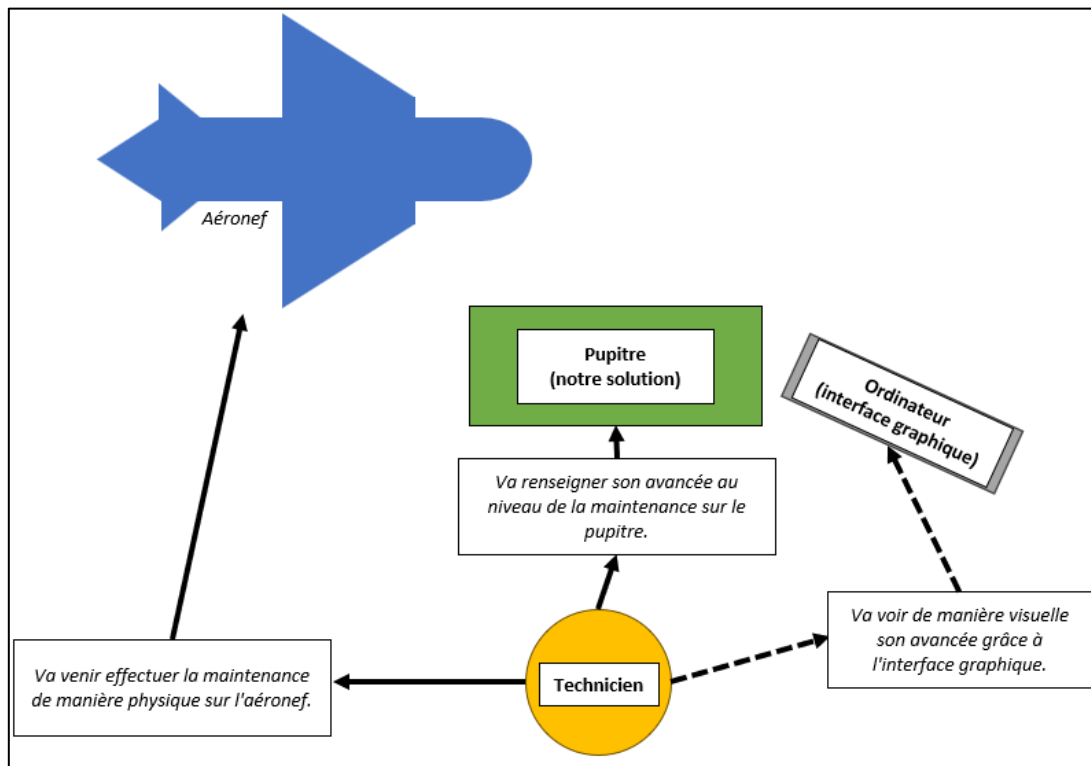 Aéronef
Pupitre
(notre solution)
Ordinateur
(interface graphique)
Va renseigner son avancée au
niveau de la maintenance sur le
pupitre.
Va voir de manière visuelle
son avancée grâce à
l'interface graphique.
Va venir effectuer la maintenance
de manière physique sur l'aéronef.
Technicien